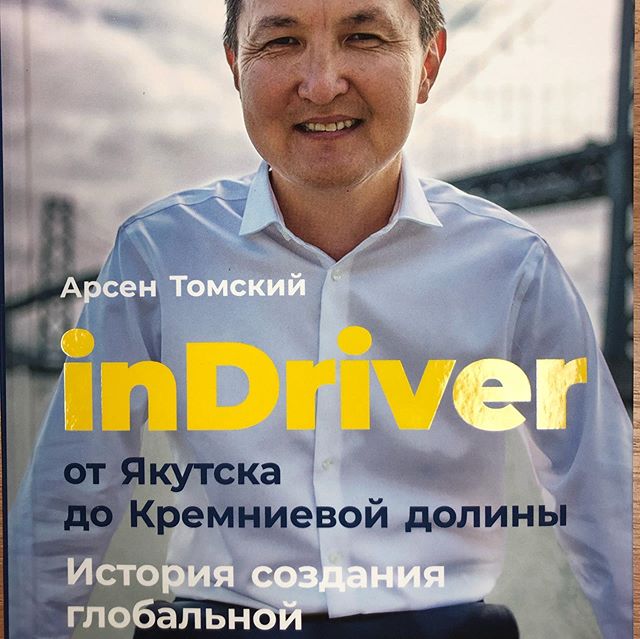 Арсен Томский
inDriver
от Якутска
до Кремниевой долины
История создания
глобальной